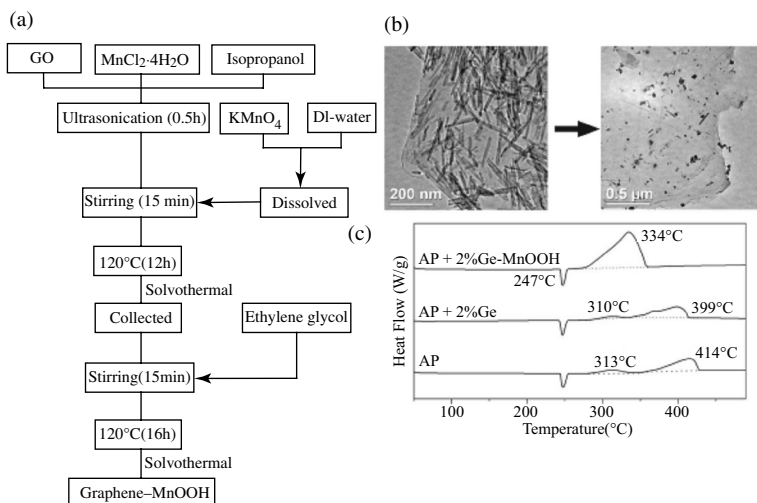 (a)
GO
MnCl2·4H2O
Isopropanol
Ultrasonication (0.5h)
KMnO4
Dl-water
Stirring (15 min)
Dissolved
120°C(12h)
Solvothermal
Collected
Ethylene glycol
Stirring(15min)
120°C(16h)
Solvothermal
Graphene–MnOOH
(b)
200 nm
0.5 µm
(c)
334°C
AP + 2%Ge-MnOOH
247°C
310°C
399°C
AP + 2%Ge
414°C
313°C
AP
Heat Flow (W/g)
100
200
300
400
Temperature(°C)